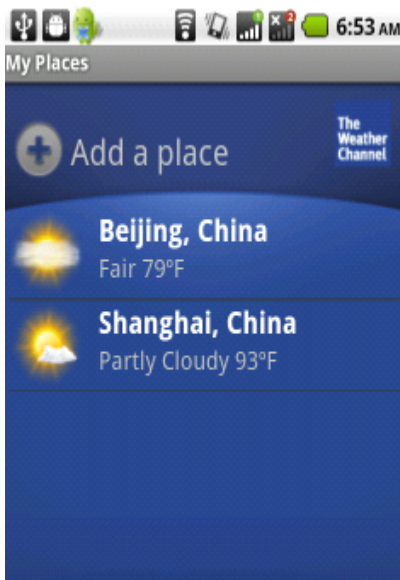 6:53 AM
My Places
Add a place
The
Weather
Channel
Beijing, China
Fair 79°F
Shanghai, China
Partly Cloudy 93°F